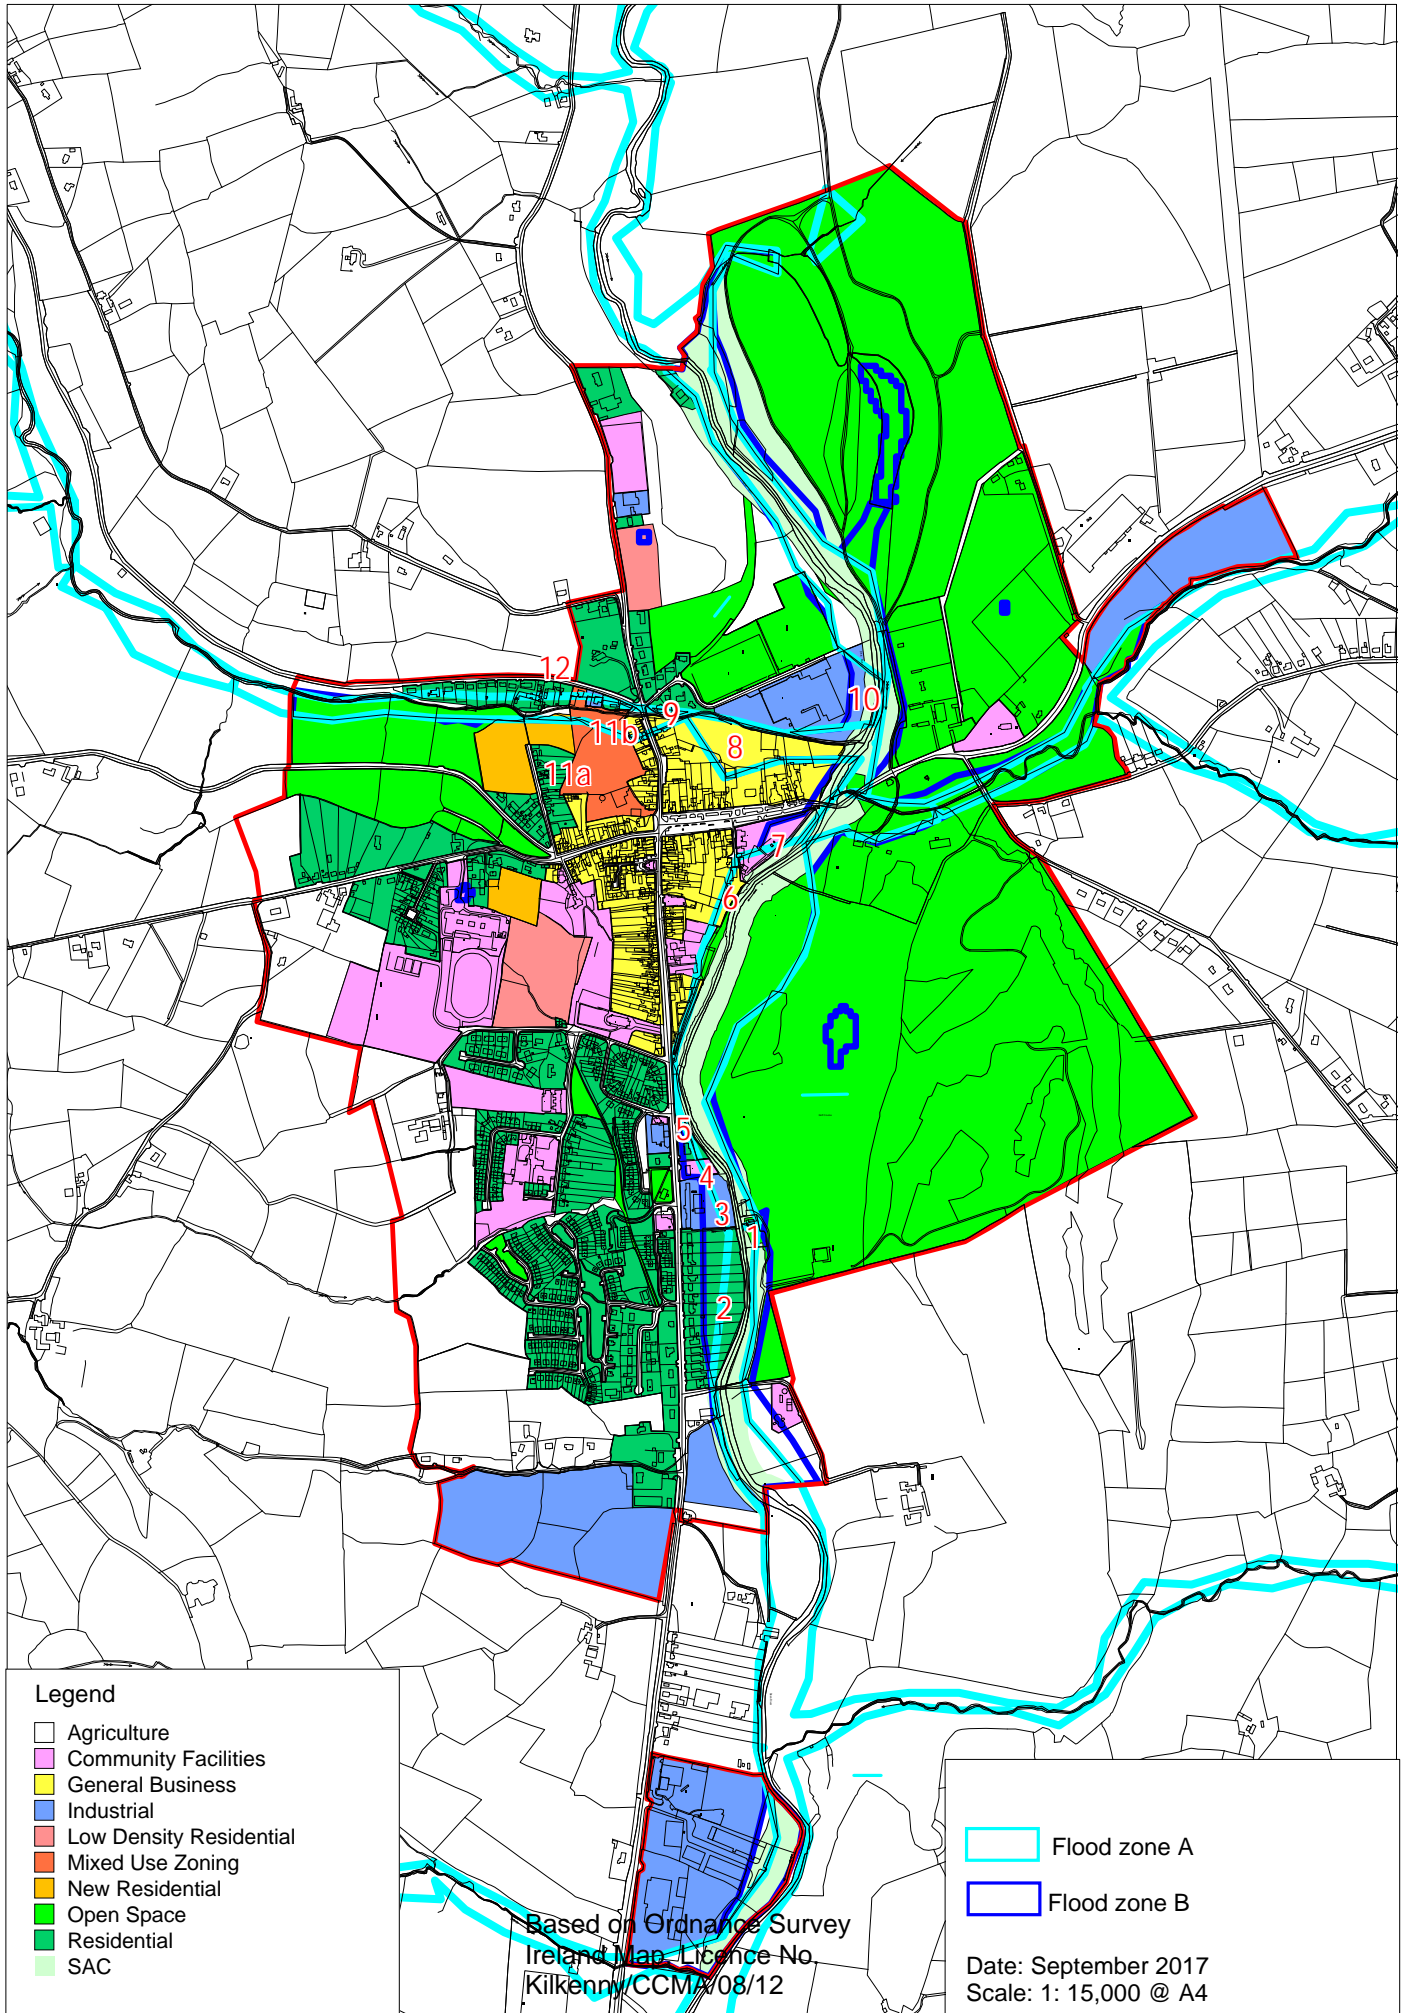 12
9
10
11b
8
11a
7
6
5
4
3
1
2
Legend
Agriculture
Community Facilities
General Business
Industrial
Low Density Residential
Mixed Use Zoning
New Residential
Open Space
Residential
SAC
Based on Ordnance Survey
Ireland Map. Licence No.
Kilkenny/CCMA/08/12
Flood zone A
Flood zone B
Date: September 2017
Scale: 1: 15,000 @ A4